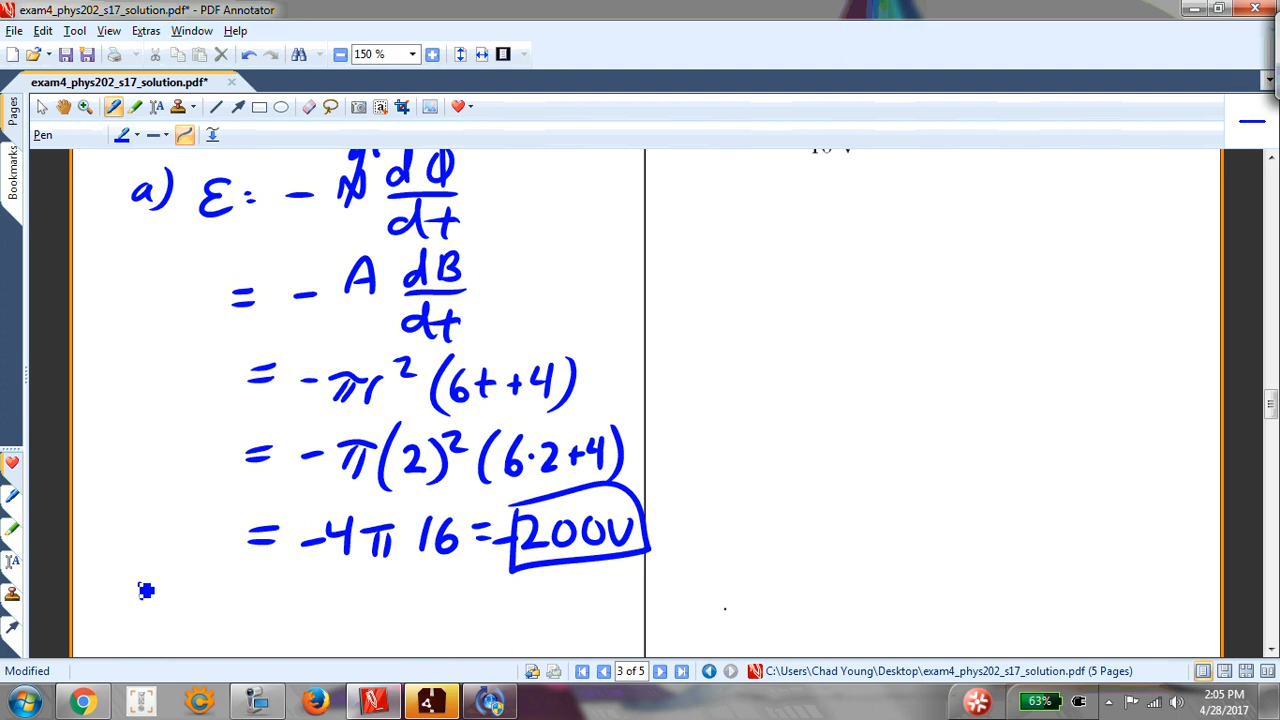 exam4_phys202_s17_solution.pdf* - PDF Annotator
File Edit Tool View Extras Window Help
150 %
exam4_phys202_s17_solution.pdf*
Pen
Pages
Favorites
a) ε = - N dΦ/dt
= - A dB/dt
= -πr² (6t+4)
= -π(2)² (6·2+4)
= -4π 16 = -200V
Modified
3 of 5
C:\Users\Chad Young\Desktop\exam4_phys202_s17_solution.pdf (5 Pages)
63%
2:05 PM
4/28/2017